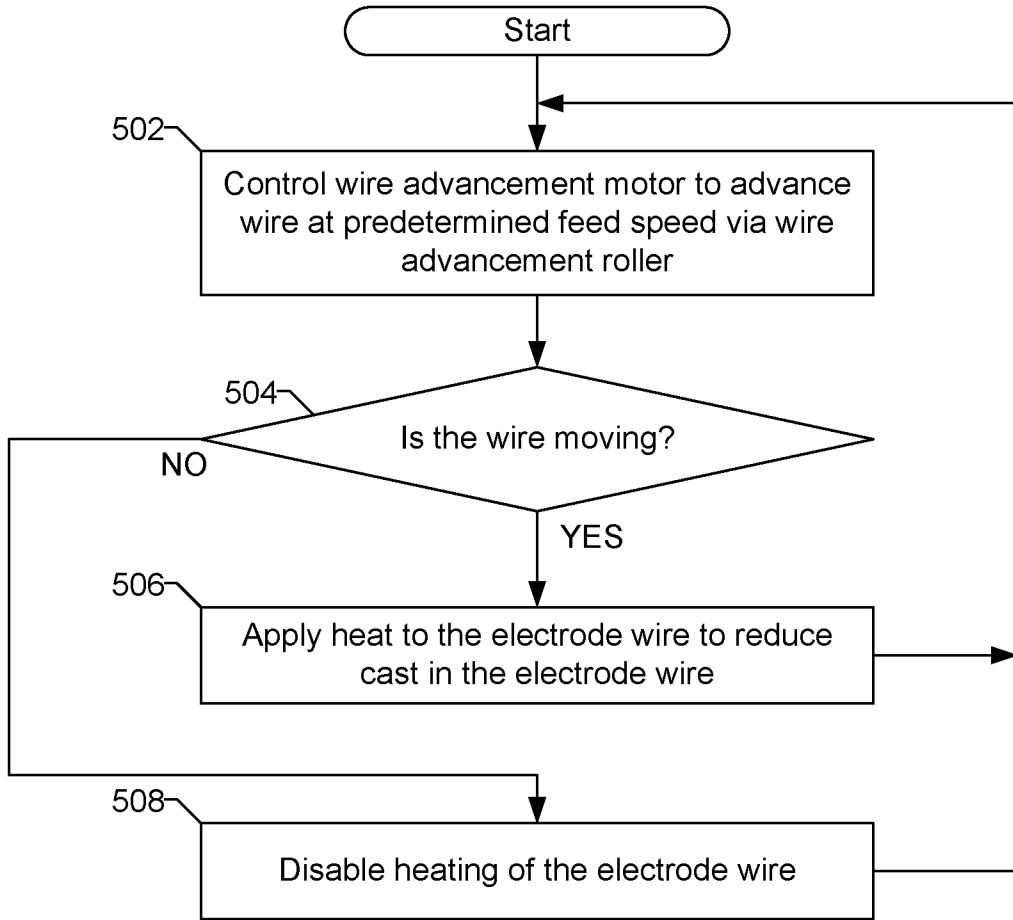 Start
502
Control wire advancement motor to advance
wire at predetermined feed speed via wire
advancement roller
504
Is the wire moving?
NO
YES
506
Apply heat to the electrode wire to reduce
cast in the electrode wire
508
Disable heating of the electrode wire